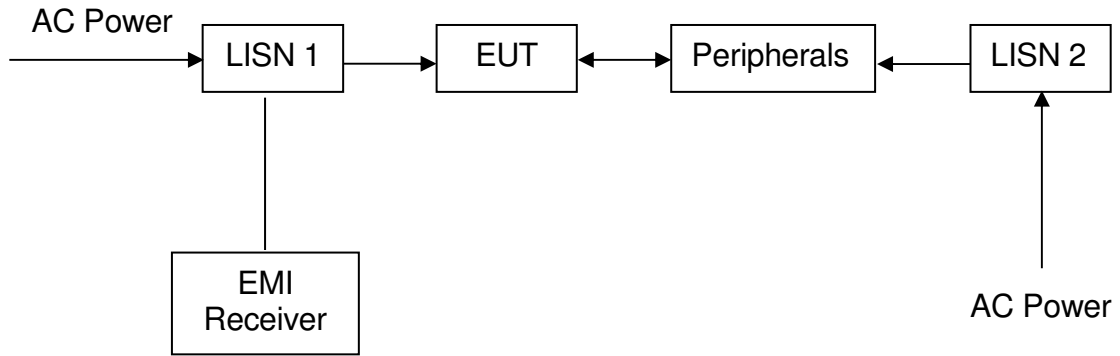 AC Power
LISN 1
EUT
Peripherals
LISN 2
EMI
Receiver
AC Power